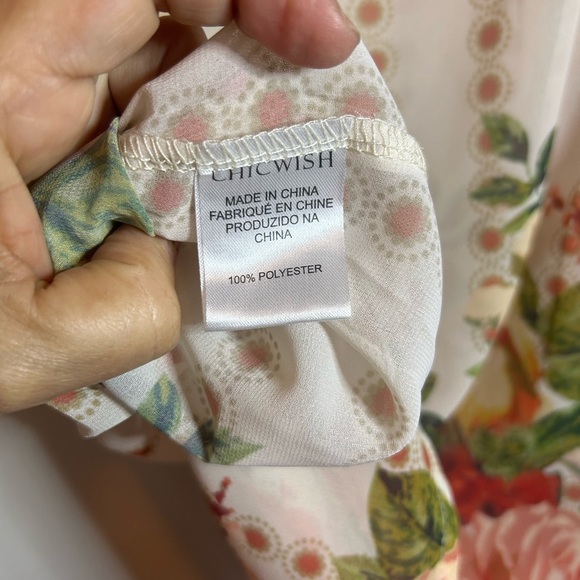 CHICWISH
MADE IN CHINA
FABRIQUÉ EN CHINE
PRODUZIDO NA
CHINA
100% POLYESTER